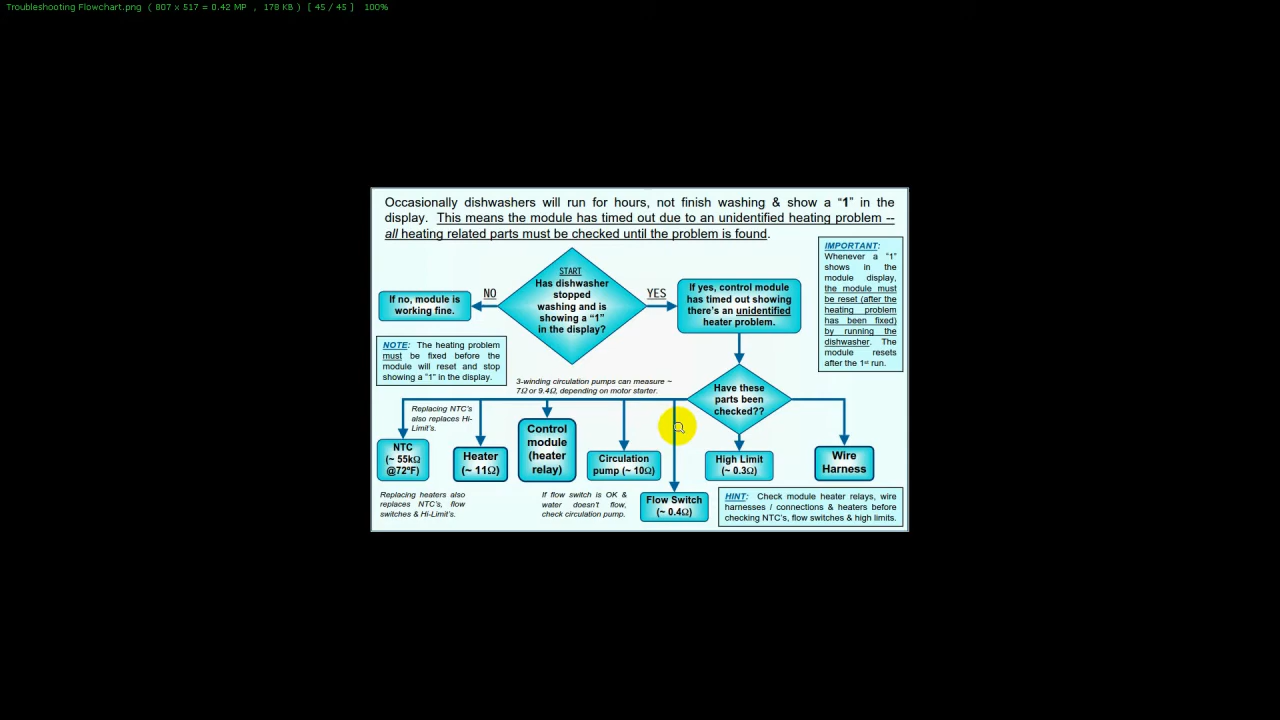 Troubleshooting Flowchart.png ( 807 x 517 = 0.42 MP , 178 KB ) [ 45 / 45 ] 100%
Occasionally dishwashers will run for hours, not finish washing & show a “1” in the
display. This means the module has timed out due to an unidentified heating problem --
all heating related parts must be checked until the problem is found.
IMPORTANT:
Whenever a “1”
shows in the
module display,
the module must
be reset (after the
heating problem
has been fixed)
by running the
dishwasher. The
module resets
after the 1st run.
START
Has dishwasher
stopped
washing and is
showing a “1”
in the display?
NO
YES
If no, module is
working fine.
If yes, control module
has timed out showing
there’s an unidentified
heater problem.
NOTE: The heating problem
must be fixed before the
module will reset and stop
showing a “1” in the display.
3-winding circulation pumps can measure ~
7Ω or 9.4Ω, depending on motor starter.
Have these
parts been
checked??
Replacing NTC’s
also replaces Hi-
Limit’s.
NTC
(~ 55kΩ
@72ºF)
Heater
(~ 11Ω)
Control
module
(heater
relay)
Circulation
pump (~ 10Ω)
Flow Switch
(~ 0.4Ω)
High Limit
(~ 0.3Ω)
Wire
Harness
Replacing heaters also
replaces NTC’s, flow
switches & Hi-Limit’s.
If flow switch is OK &
water doesn’t flow,
check circulation pump.
HINT: Check module heater relays, wire
harnesses / connections & heaters before
checking NTC’s, flow switches & high limits.